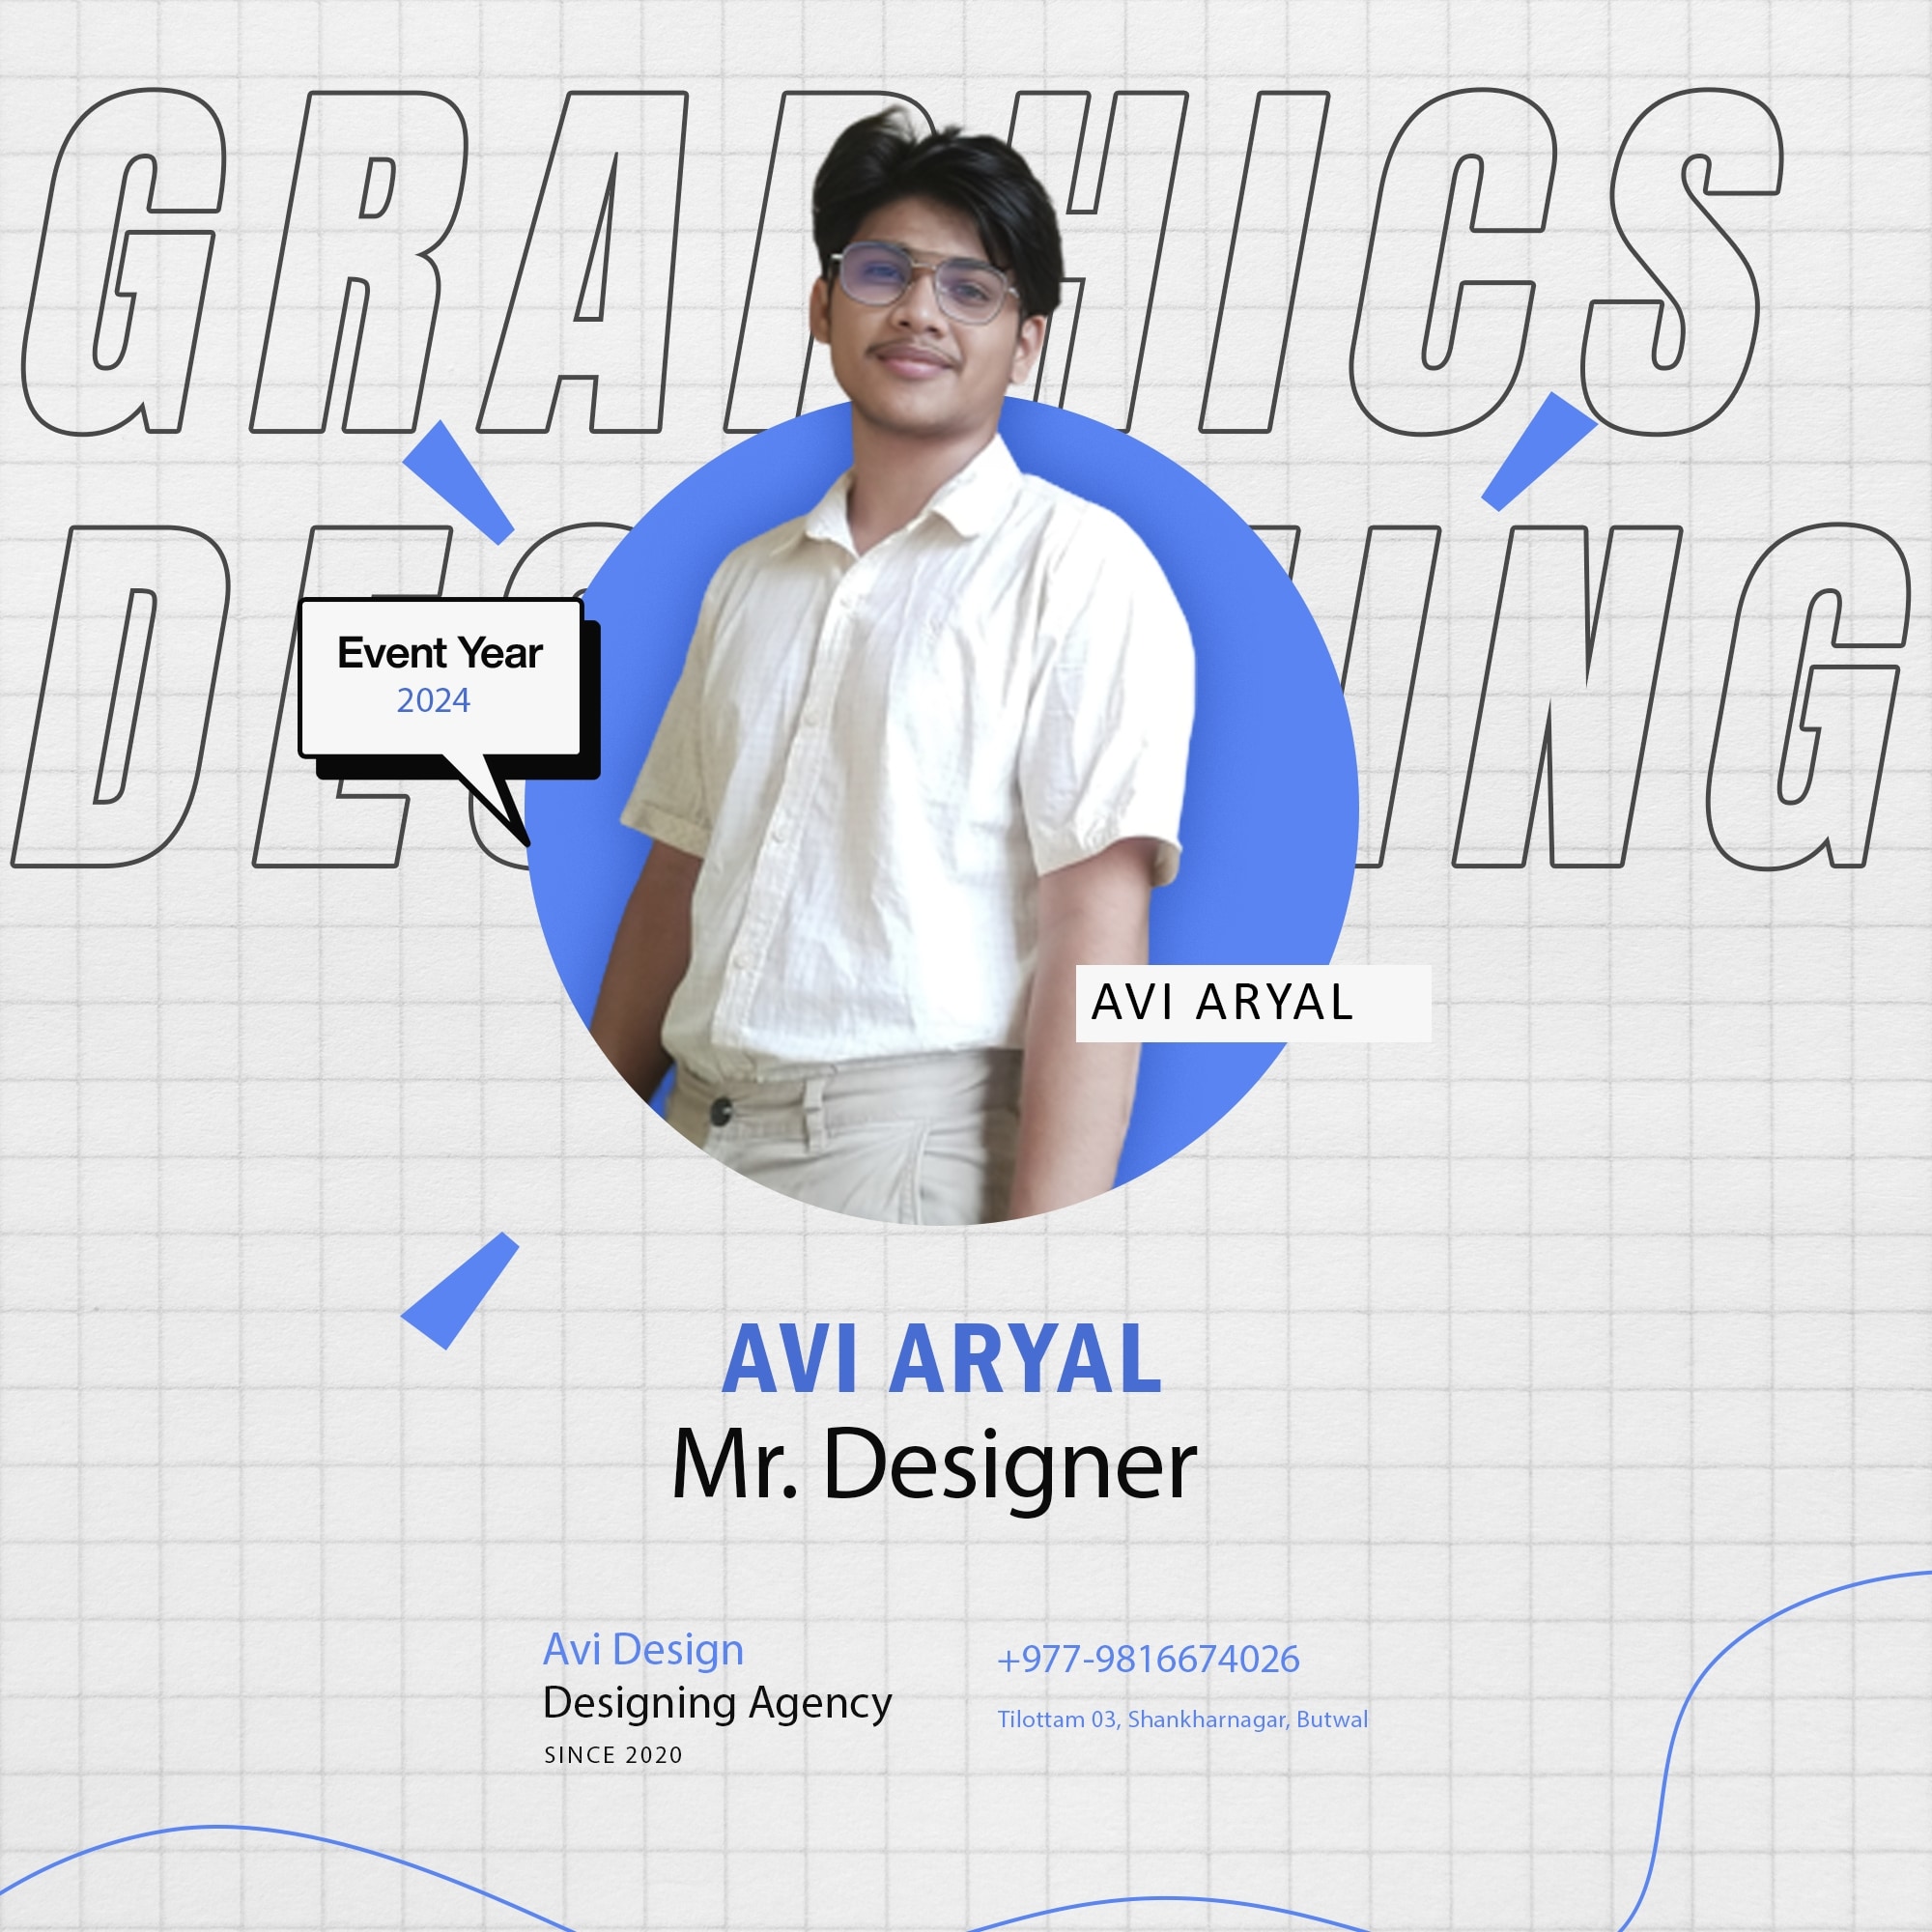 GRAPHICS
DESIGNING
Event Year
2024
AVI ARYAL
AVI ARYAL
Mr. Designer
Avi Design
Designing Agency
SINCE 2020
+977-9816674026
Tilottam 03, Shankharnagar, Butwal